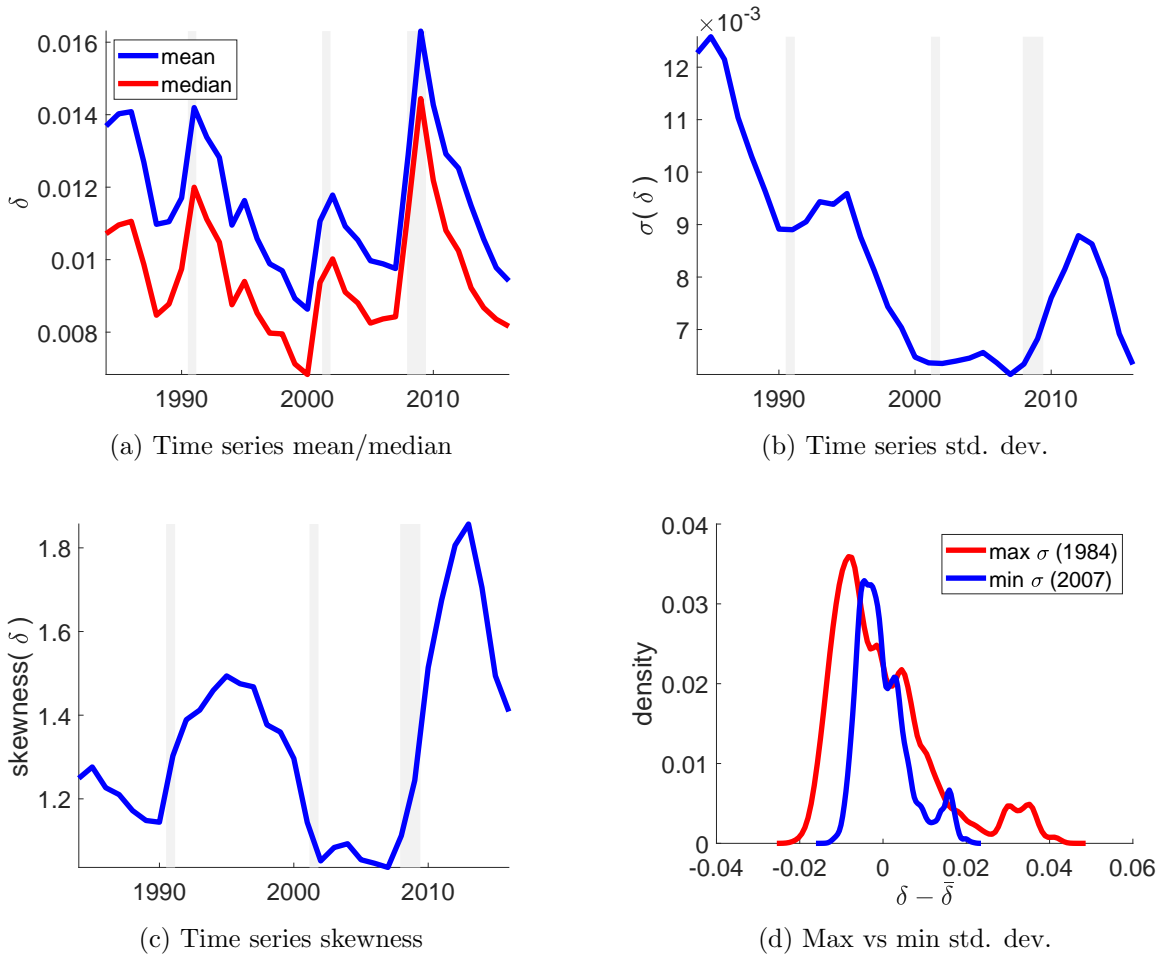 0.016
0.014
0.012
0.01
0.008
δ
mean
median
1990 2000 2010
(a) Time series mean/median
×10⁻³
12
10
9
8
7
σ( δ )
1990 2000 2010
(b) Time series std. dev.
1.8
1.6
1.4
1.2
skewness( δ )
1990 2000 2010
(c) Time series skewness
0.04
0.03
0.02
0.01
0
density
max σ (1984)
min σ (2007)
-0.04 -0.02 0 0.02 0.04 0.06
δ − δ̄
(d) Max vs min std. dev.